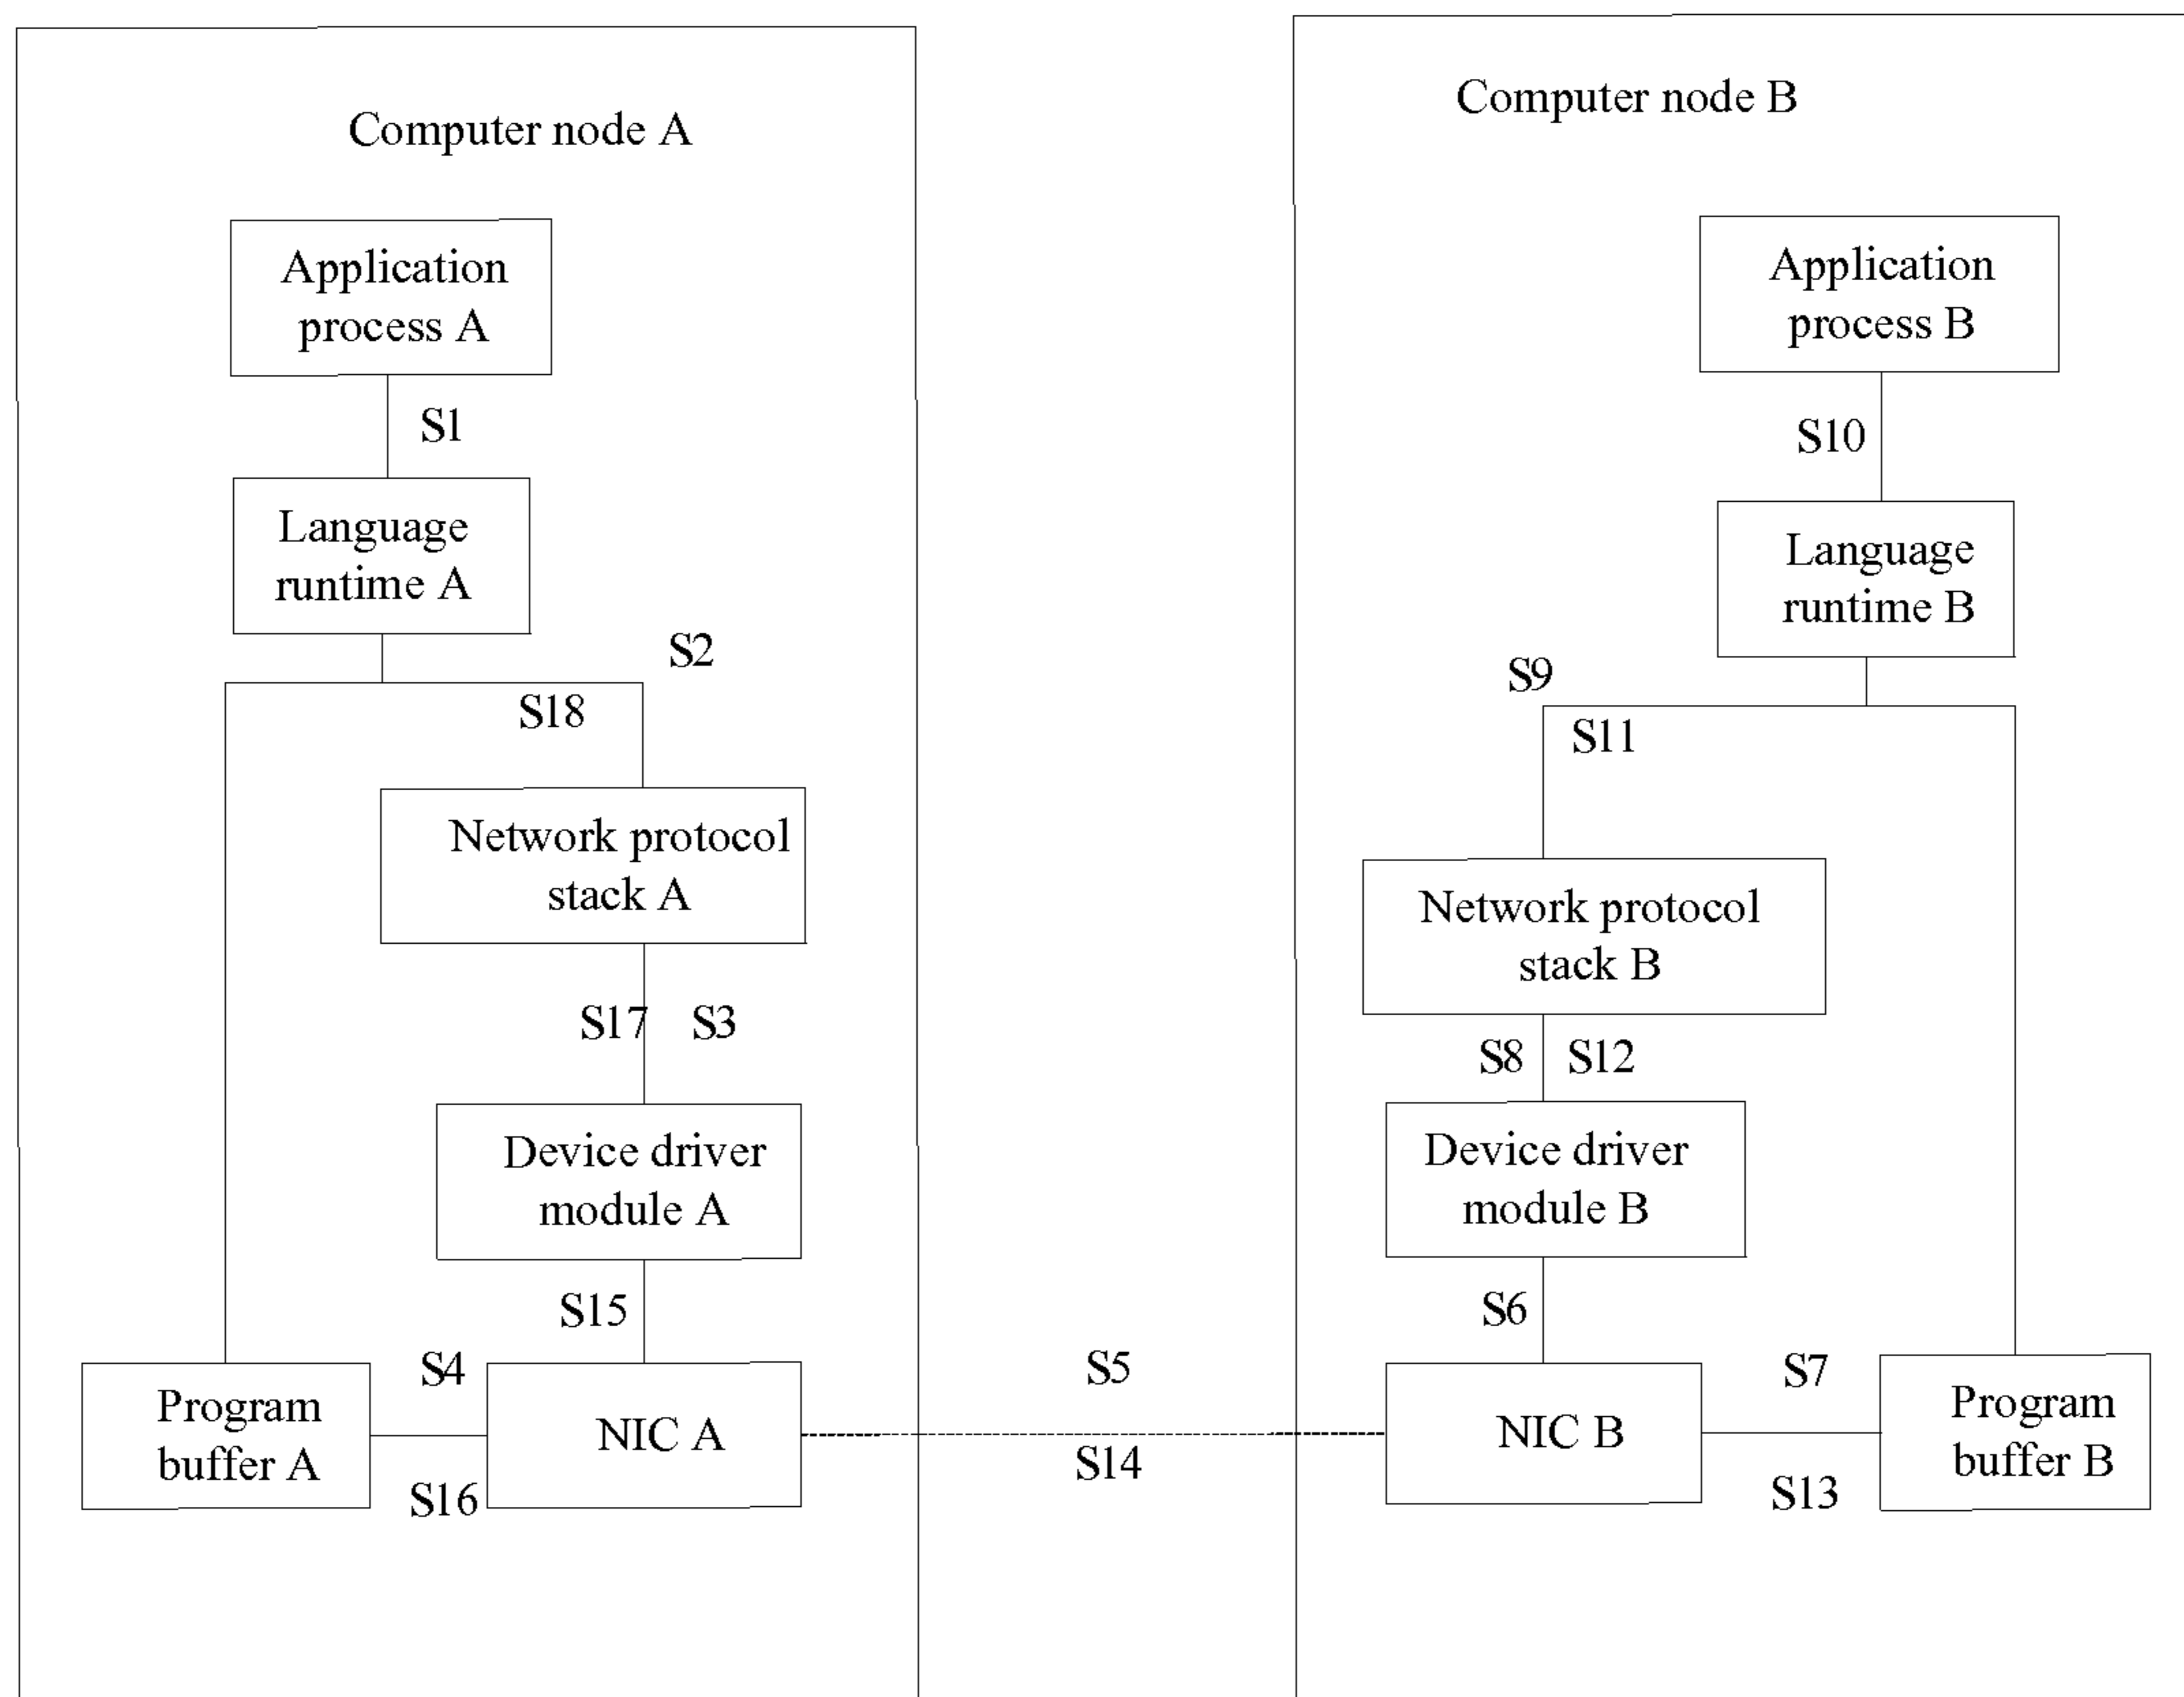 Computer node A
Application
process A
S1
Language
runtime A
S2
S18
Network protocol
stack A
S17
S3
Device driver
module A
S15
S4
Program
buffer A
NIC A
S16
S5
S14
Computer node B
Application
process B
S10
Language
runtime B
S9
S11
Network protocol
stack B
S8
S12
Device driver
module B
S6
NIC B
S7
Program
buffer B
S13